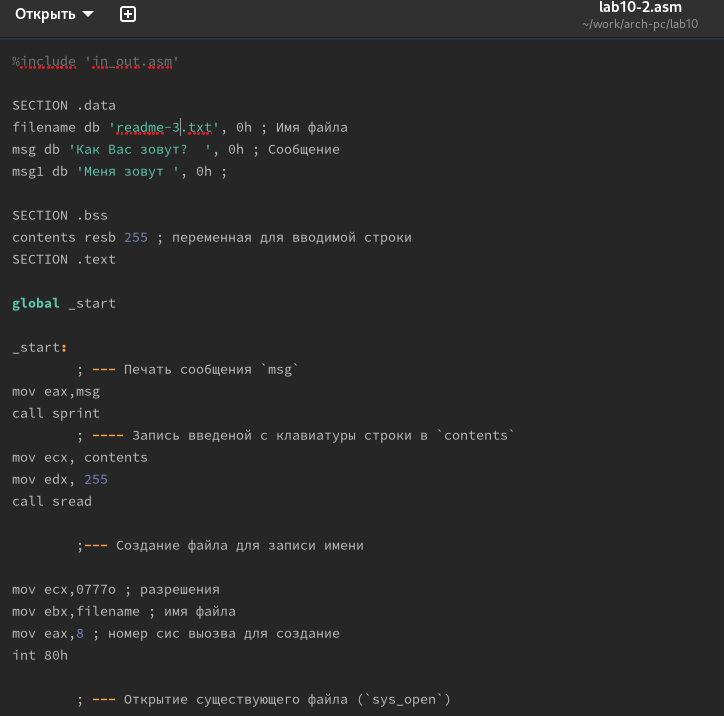 Открыть
lab10-2.asm
~/work/arch-pc/lab10
%include 'in_out.asm'
SECTION .data
filename db 'readme-3.txt', 0h ; Имя файла
msg db 'Как Вас зовут?  ', 0h ; Сообщение
msg1 db 'Меня зовут ', 0h ;
SECTION .bss
contents resb 255 ; переменная для вводимой строки
SECTION .text
global _start
_start:
; --- Печать сообщения `msg`
mov eax,msg
call sprint
; ---- Запись введеной с клавиатуры строки в `contents`
mov ecx, contents
mov edx, 255
call sread
;--- Создание файла для записи имени
mov ecx,0777o ; разрешения
mov ebx,filename ; имя файла
mov eax,8 ; номер сис выозва для создание
int 80h
; --- Открытие существующего файла (`sys_open`)